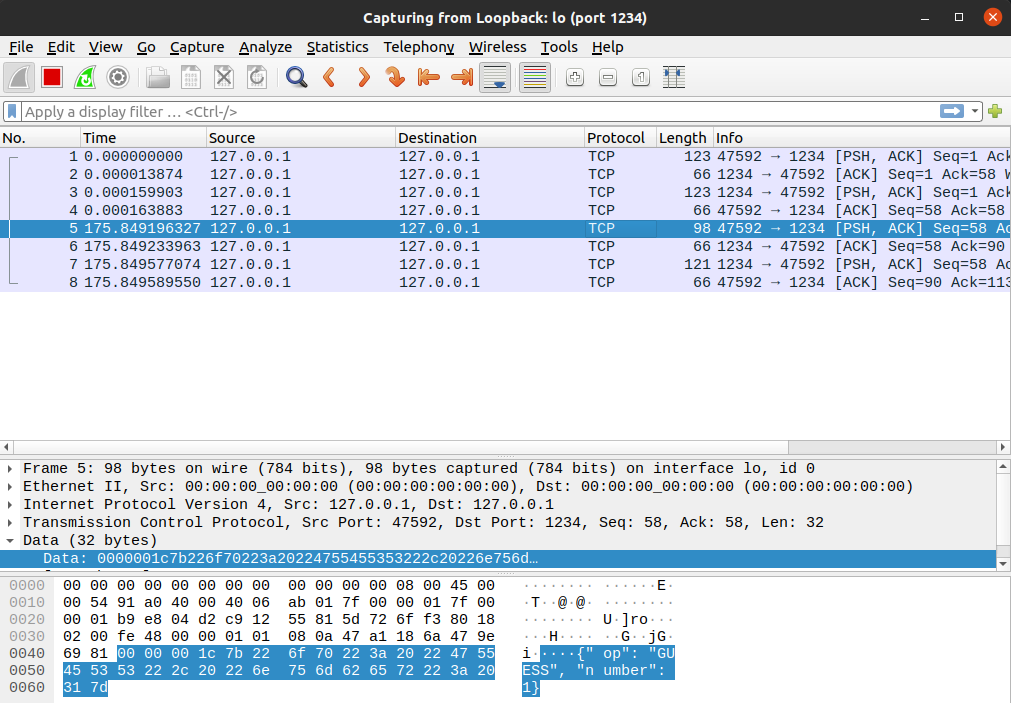 Capturing from Loopback: lo (port 1234)
File Edit View Go Capture Analyze Statistics Telephony Wireless Tools Help
Apply a display filter … <Ctrl-/>
No. Time Source Destination Protocol Length Info
1 0.000000000 127.0.0.1 127.0.0.1 TCP 123 47592 → 1234 [PSH, ACK] Seq=1 Ack
2 0.000013874 127.0.0.1 127.0.0.1 TCP 66 1234 → 47592 [ACK] Seq=1 Ack=58 W
3 0.000159903 127.0.0.1 127.0.0.1 TCP 123 1234 → 47592 [PSH, ACK] Seq=1 Ack
4 0.000163883 127.0.0.1 127.0.0.1 TCP 66 47592 → 1234 [ACK] Seq=58 Ack=58
5 175.849196327 127.0.0.1 127.0.0.1 TCP 98 47592 → 1234 [PSH, ACK] Seq=58 Ac
6 175.849233963 127.0.0.1 127.0.0.1 TCP 66 1234 → 47592 [ACK] Seq=58 Ack=90
7 175.849577074 127.0.0.1 127.0.0.1 TCP 121 1234 → 47592 [PSH, ACK] Seq=58 Ac
8 175.849589550 127.0.0.1 127.0.0.1 TCP 66 47592 → 1234 [ACK] Seq=90 Ack=113
Frame 5: 98 bytes on wire (784 bits), 98 bytes captured (784 bits) on interface lo, id 0
Ethernet II, Src: 00:00:00_00:00:00 (00:00:00:00:00:00), Dst: 00:00:00_00:00:00 (00:00:00:00:00:00)
Internet Protocol Version 4, Src: 127.0.0.1, Dst: 127.0.0.1
Transmission Control Protocol, Src Port: 47592, Dst Port: 1234, Seq: 58, Ack: 58, Len: 32
Data (32 bytes)
Data: 0000001c7b226f70223a20224755455353222c20226e756d…
0000 00 00 00 00 00 00 00 00 00 00 00 00 08 00 45 00 ········ ······E·
0010 00 54 91 a0 40 00 40 06 ab 01 7f 00 00 01 7f 00 ·T··@·@· ········
0020 00 01 b9 e8 04 d2 c9 12 55 81 5d 72 6f f3 80 18 ········ U·]ro···
0030 02 00 fe 48 00 00 01 01 08 0a 47 a1 18 6a 47 9e ···H···· ··G··jG·
0040 69 81 00 00 00 1c 7b 22 6f 70 22 3a 20 22 47 55 i·····{" op": "GU
0050 45 53 53 22 2c 20 22 6e 75 6d 62 65 72 22 3a 20 ESS", "n umber":
0060 31 7d 1}